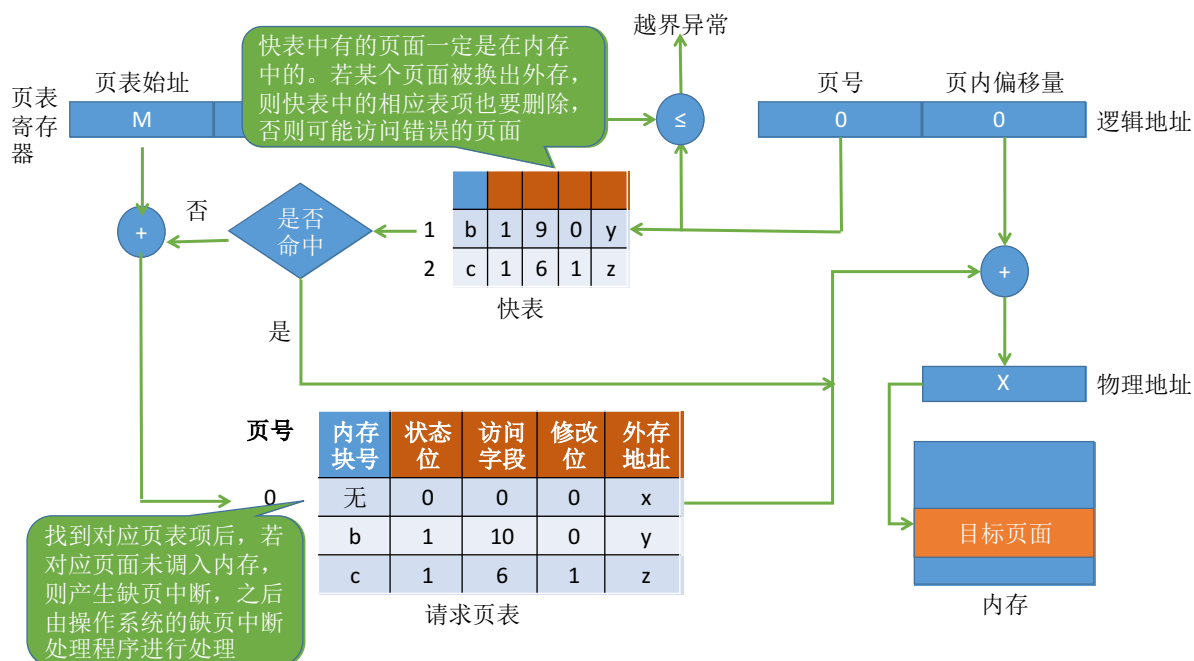 越界异常
快表中有的页面一定是在内存
中的。若某个页面被换出外存，
则快表中的相应表项也要删除，
否则可能访问错误的页面
页表始址
页号 页内偏移量
页表
寄存
器
M
≤
0 0
逻辑地址
+
否
是否
命中
1 b 1 9 0 y
2 c 1 6 1 z
快表
+
是
X
物理地址
页号
内存
块号
状态
位
访问
字段
修改
位
外存
地址
0 无 0 0 0 x
b 1 10 0 y
c 1 6 1 z
请求页表
找到对应页表项后，若
对应页面未调入内存，
则产生缺页中断，之后
由操作系统的缺页中断
处理程序进行处理
目标页面
内存